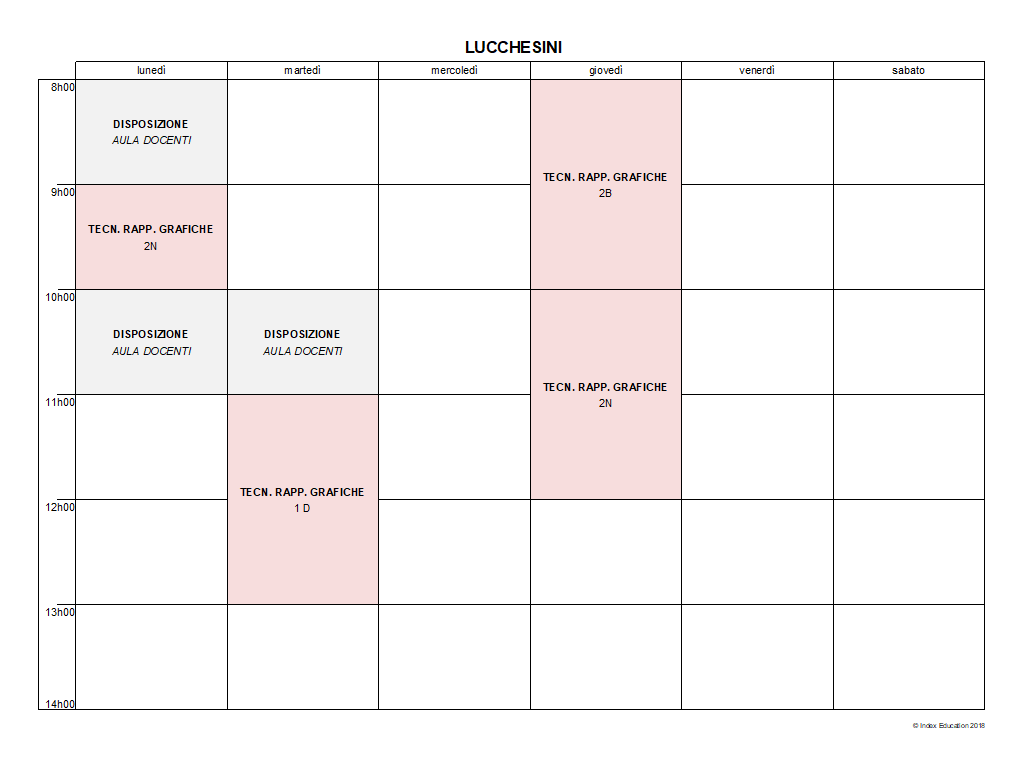 LUCCHESINI
lunedì martedì mercoledì giovedì venerdì sabato
8h00
DISPOSIZIONE
AULA DOCENTI
TECN. RAPP. GRAFICHE
2B
9h00
TECN. RAPP. GRAFICHE
2N
10h00
DISPOSIZIONE DISPOSIZIONE
AULA DOCENTI AULA DOCENTI
TECN. RAPP. GRAFICHE
2N
11h00
TECN. RAPP. GRAFICHE
1 D
12h00
13h00
14h00
© Index Education 2018